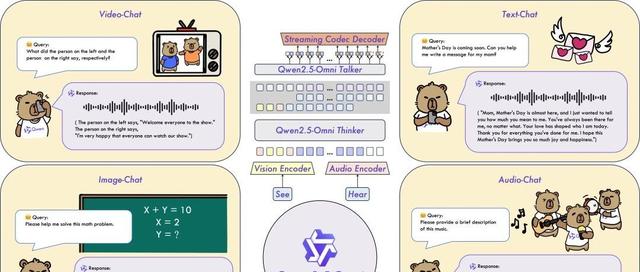 Video-Chat
Query:
What did the person on the left and the
person on the right say, respectively?
Qwen
Response:
( The person on the left says, "Welcome everyone to the show."
The person on the right says,
"I'm very happy that everyone can watch our show.")
Streaming Codec Decoder
...
Qwen2.5-Omni Talker
...
...
...
Qwen2.5-Omni Thinker
...
Vision Encoder
Audio Encoder
See
Hear
Text-Chat
Query:
Mother's Day is coming soon. Can you help
me write a message for my mom?
Response:
( "Mom, Mother's Day is almost here, and I just wanted to
tell you how much you mean to me. You've always been there for
me, no matter what. Your love has shaped who I am today.
Thank you for everything you've done for me. I hope this
Mother's Day brings you so much joy and happiness.")
Image-Chat
Query:
Please help me solve this math problem.
X + Y = 10
X = 2
Y = ?
Response:
Audio-Chat
Query:
Please provide a brief description
of this music.
Response: